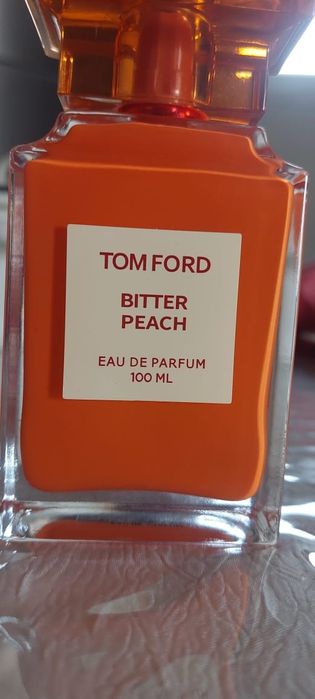 TOM FORD
BITTER
PEACH
EAU DE PARFUM
100 ML